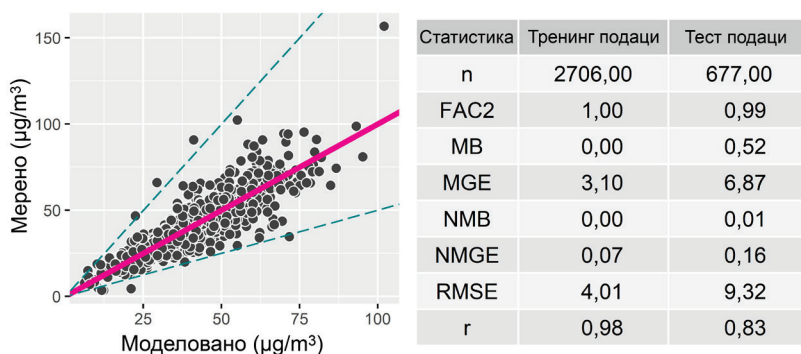 150
100
50
0
Мерено (µg/m³)
25
50
75
100
Моделовано (µg/m³)
Статистика Тренинг подаци Тест подаци
n 2706,00 677,00
FAC2 1,00 0,99
MB 0,00 0,52
MGE 3,10 6,87
NMB 0,00 0,01
NMGE 0,07 0,16
RMSE 4,01 9,32
r 0,98 0,83